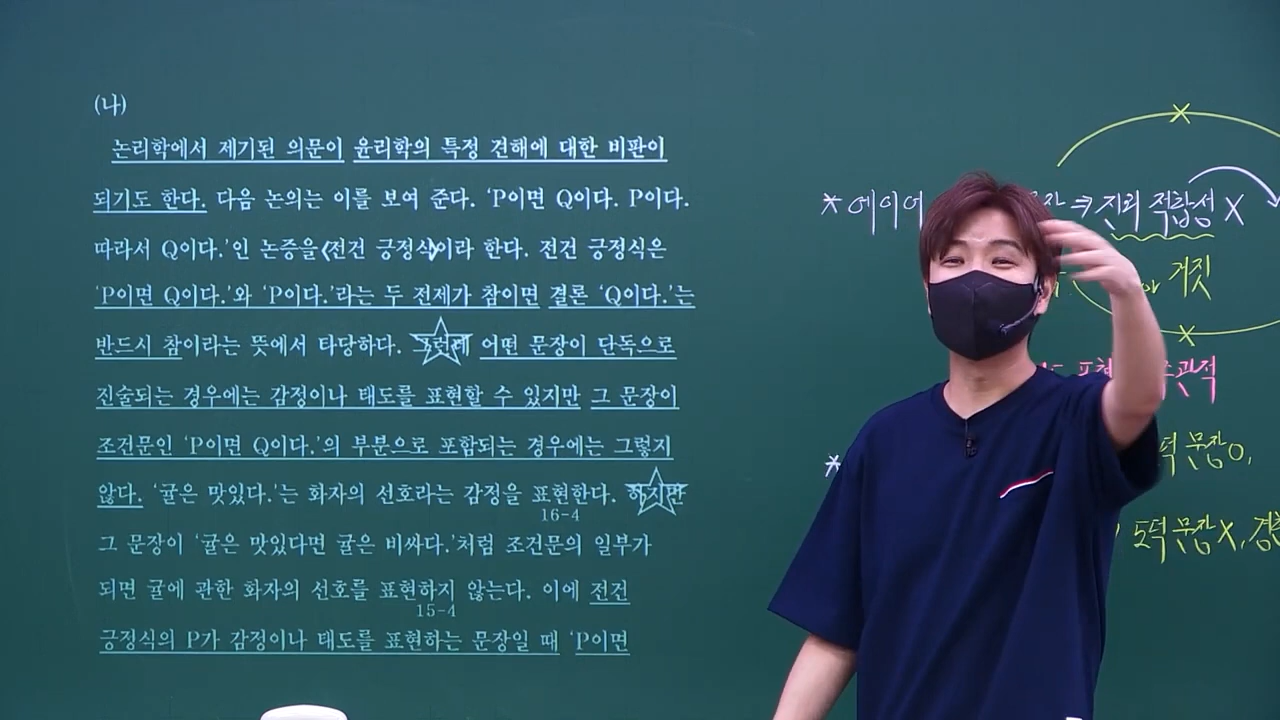 (나)
논리학에서 제기된 의문이 윤리학의 특정 견해에 대한 비판이
되기도 한다. 다음 논의는 이를 보여 준다. ‘P이면 Q이다. P이다.
따라서 Q이다.’인 논증을 전건 긍정식이라 한다. 전건 긍정식은
‘P이면 Q이다.’와 ‘P이다.’라는 두 전제가 참이면 결론 ‘Q이다.’는
반드시 참이라는 뜻에서 타당하다. 그런데 어떤 문장이 단독으로
진술되는 경우에는 감정이나 태도를 표현할 수 있지만 그 문장이
조건문인 ‘P이면 Q이다.’의 부분으로 포함되는 경우에는 그렇지
않다. ‘귤은 맛있다.’는 화자의 선호라는 감정을 표현한다. 하지만
16-4
그 문장이 ‘귤은 맛있다면 귤은 비싸다.’처럼 조건문의 일부가
되면 귤에 관한 화자의 선호를 표현하지 않는다. 이에 전건
15-4
긍정식의 P가 감정이나 태도를 표현하는 문장일 때 ‘P이면
* 에이어 ⇒ 진리 적합성 X
거짓
표현
문장O,
도덕 문장X,
*